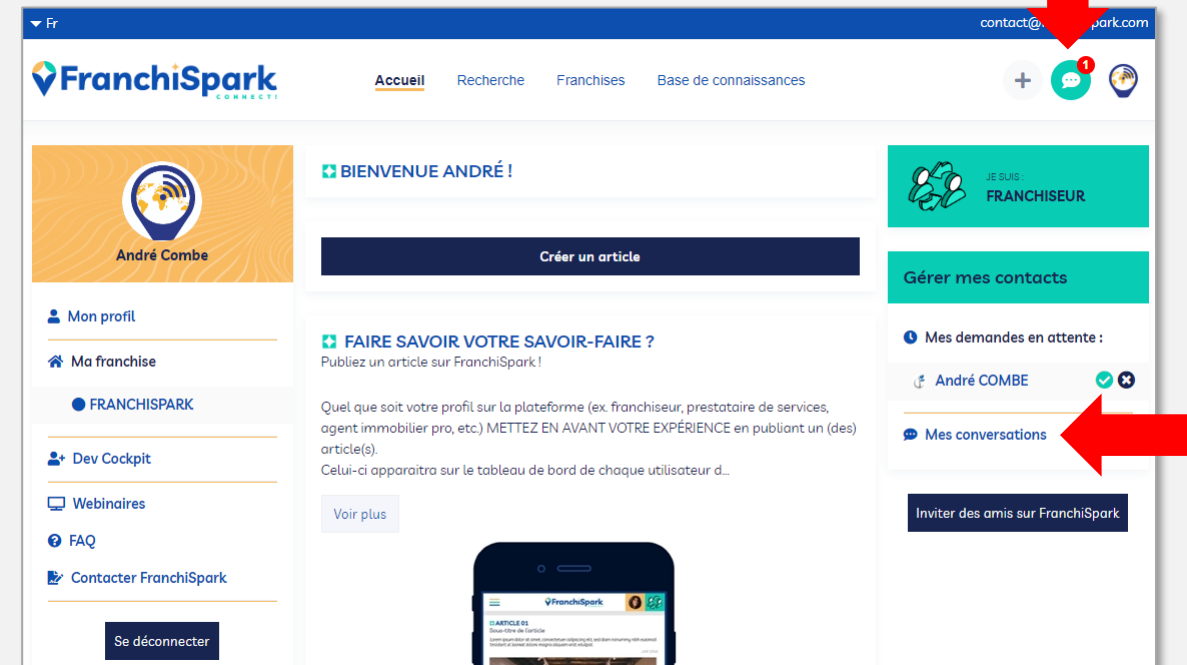 Fr
contact@
park.com
FranchiSpark
CONNECT!
Accueil
Recherche
Franchises
Base de connaissances
1
André Combe
Mon profil
Ma franchise
FRANCHISPARK
Dev Cockpit
Webinaires
FAQ
Contacter FranchiSpark
Se déconnecter
BIENVENUE ANDRÉ !
Créer un article
FAIRE SAVOIR VOTRE SAVOIR-FAIRE ?
Publiez un article sur FranchiSpark !
Quel que soit votre profil sur la plateforme (ex. franchiseur, prestataire de services,
agent immobilier pro, etc.) METTEZ EN AVANT VOTRE EXPÉRIENCE en publiant un (des)
article(s).
Celui-ci apparaitra sur le tableau de bord de chaque utilisateur d...
Voir plus
FranchiSpark
ARTICLE 01
Sous-titre de l'article
JE SUIS :
FRANCHISEUR
Gérer mes contacts
Mes demandes en attente :
André COMBE
Mes conversations
Inviter des amis sur FranchiSpark